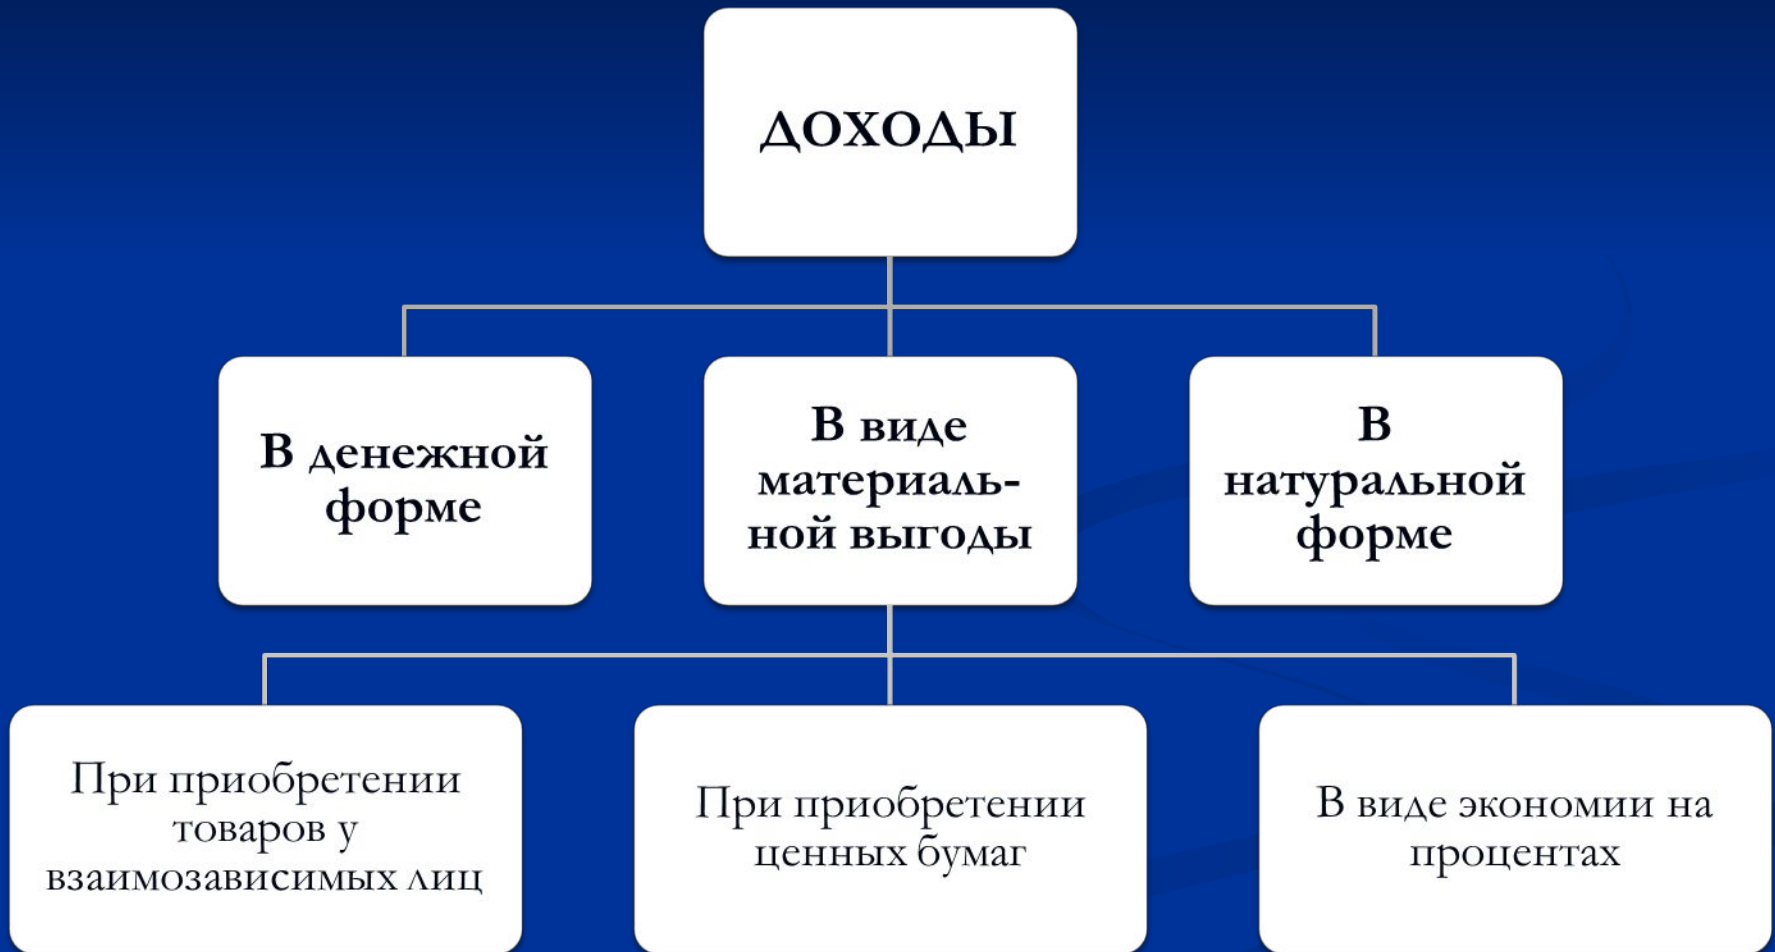 ДОХОДЫ
В денежной
форме
В виде
материаль-
ной выгоды
В
натуральной
форме
При приобретении
товаров у
взаимозависимых лиц
При приобретении
ценных бумаг
В виде экономии на
процентах